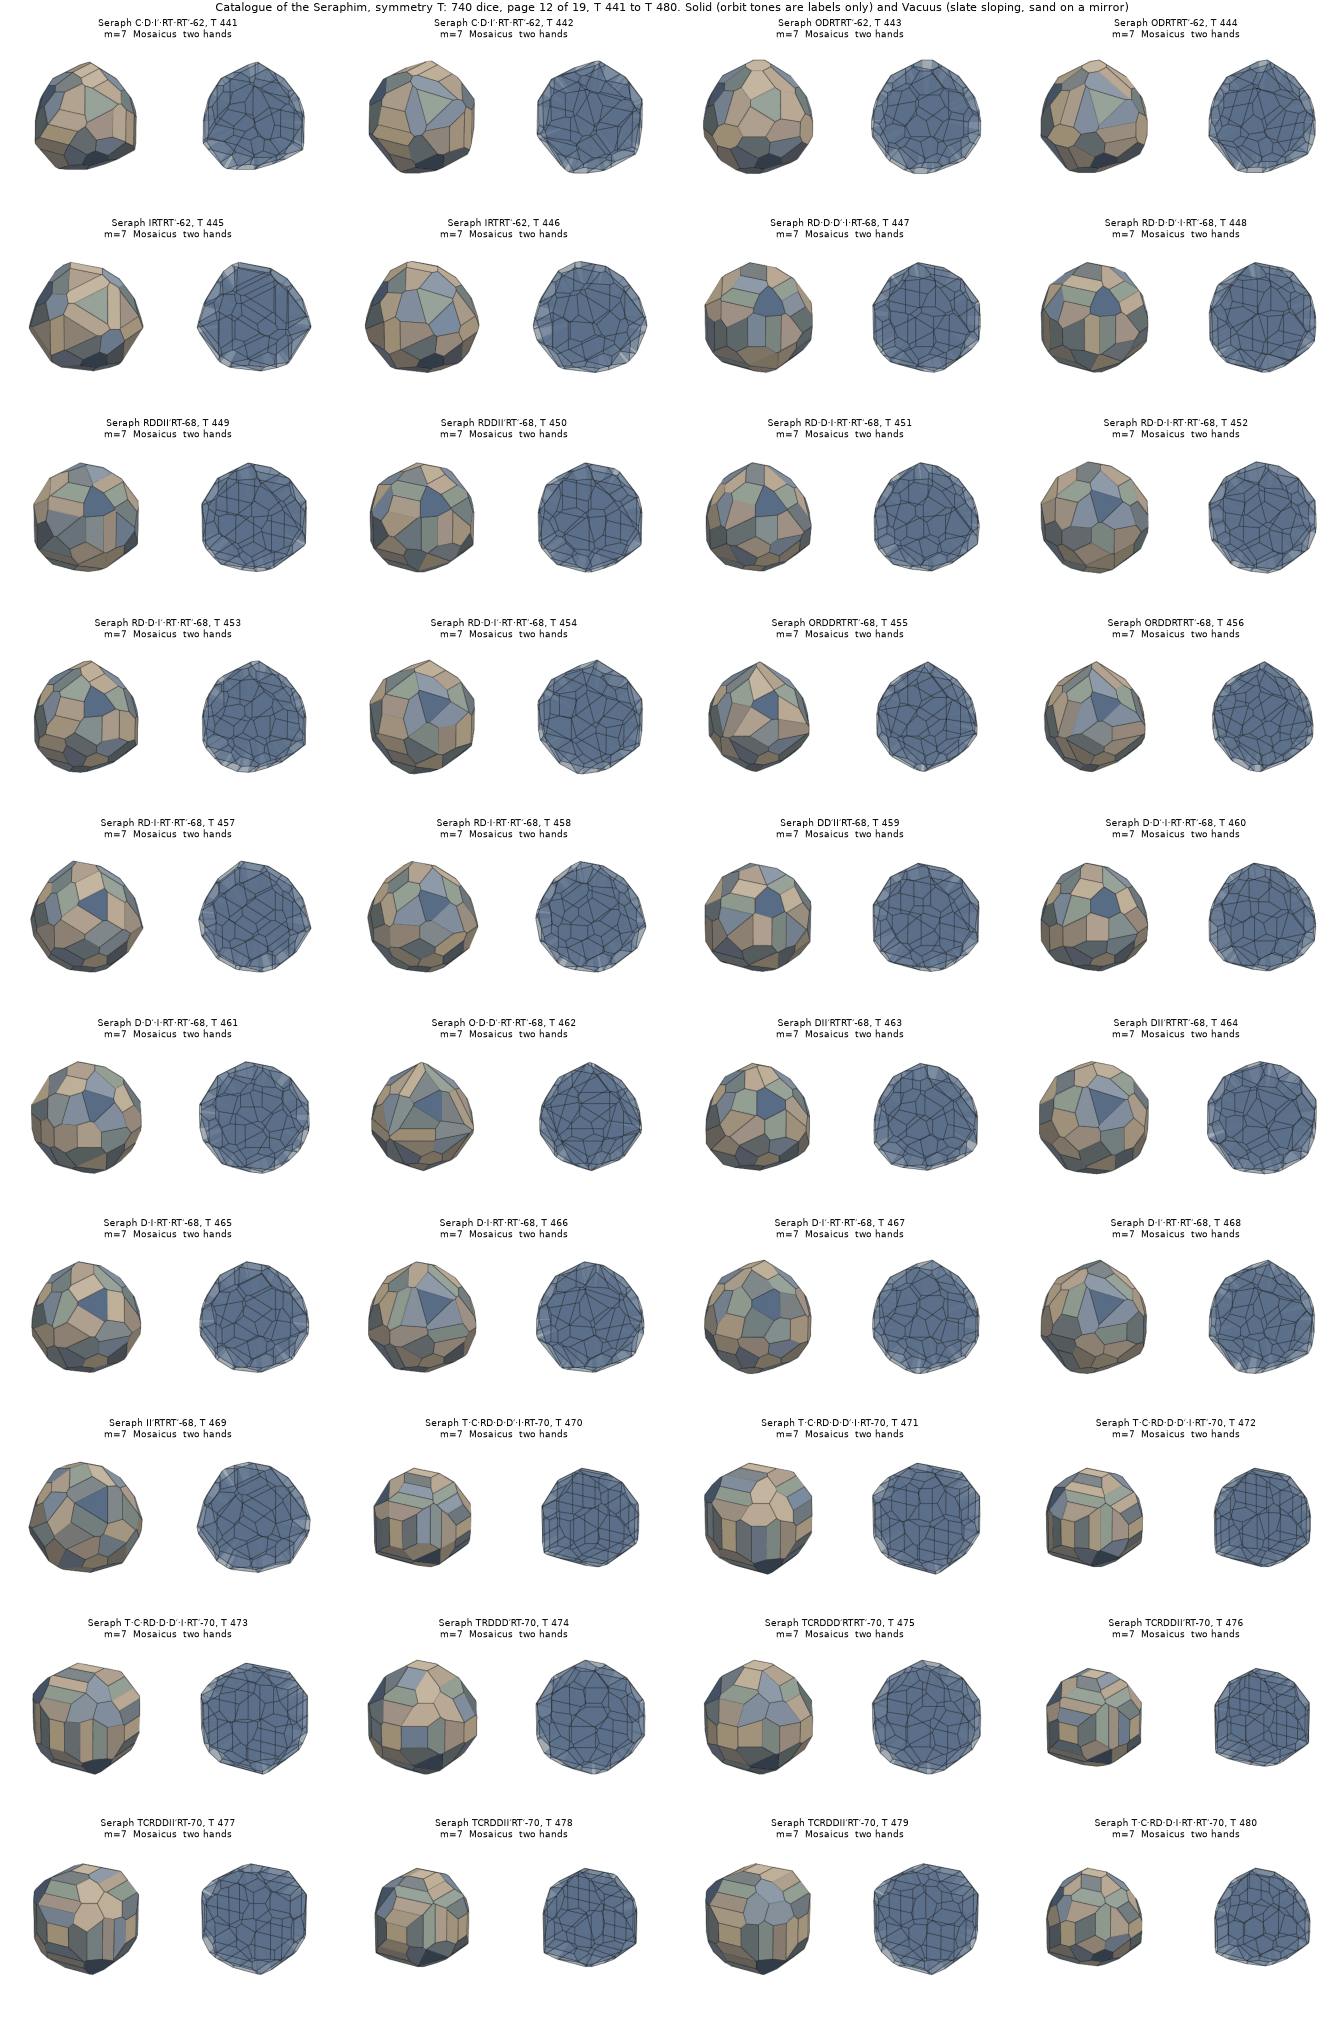 Catalogue of the Seraphim, symmetry T: 740 dice, page 12 of 19, T 441 to T 480. Solid (orbit tones are labels only) and Vacuus (slate sloping, sand on a mirror)
Seraph C·D·I′·RT·RT′-62, T 441
m=7 Mosaicus two hands
Seraph C·D·I′·RT·RT′-62, T 442
m=7 Mosaicus two hands
Seraph ODRTRT′-62, T 443
m=7 Mosaicus two hands
Seraph ODRTRT′-62, T 444
m=7 Mosaicus two hands
Seraph IRTRT′-62, T 445
m=7 Mosaicus two hands
Seraph IRTRT′-62, T 446
m=7 Mosaicus two hands
Seraph RD·D·D′·I·RT-68, T 447
m=7 Mosaicus two hands
Seraph RD·D·D′·I·RT′-68, T 448
m=7 Mosaicus two hands
Seraph RDDII′RT-68, T 449
m=7 Mosaicus two hands
Seraph RDDII′RT′-68, T 450
m=7 Mosaicus two hands
Seraph RD·D·I·RT·RT′-68, T 451
m=7 Mosaicus two hands
Seraph RD·D·I·RT·RT′-68, T 452
m=7 Mosaicus two hands
Seraph RD·D·I′·RT·RT′-68, T 453
m=7 Mosaicus two hands
Seraph RD·D·I′·RT·RT′-68, T 454
m=7 Mosaicus two hands
Seraph ORDDRTRT′-68, T 455
m=7 Mosaicus two hands
Seraph ORDDRTRT′-68, T 456
m=7 Mosaicus two hands
Seraph RD·I·RT·RT′-68, T 457
m=7 Mosaicus two hands
Seraph RD·I·RT·RT′-68, T 458
m=7 Mosaicus two hands
Seraph DD′II′RT-68, T 459
m=7 Mosaicus two hands
Seraph D·D′·I·RT·RT′-68, T 460
m=7 Mosaicus two hands
Seraph D·D′·I·RT·RT′-68, T 461
m=7 Mosaicus two hands
Seraph O·D·D′·RT·RT′-68, T 462
m=7 Mosaicus two hands
Seraph DII′RTRT′-68, T 463
m=7 Mosaicus two hands
Seraph DII′RTRT′-68, T 464
m=7 Mosaicus two hands
Seraph D·I·RT·RT′-68, T 465
m=7 Mosaicus two hands
Seraph D·I·RT·RT′-68, T 466
m=7 Mosaicus two hands
Seraph D·I′·RT·RT′-68, T 467
m=7 Mosaicus two hands
Seraph D·I′·RT·RT′-68, T 468
m=7 Mosaicus two hands
Seraph II′RTRT′-68, T 469
m=7 Mosaicus two hands
Seraph T·C·RD·D·D′·I·RT-70, T 470
m=7 Mosaicus two hands
Seraph T·C·RD·D·D′·I·RT-70, T 471
m=7 Mosaicus two hands
Seraph T·C·RD·D·D′·I·RT′-70, T 472
m=7 Mosaicus two hands
Seraph T·C·RD·D·D′·I·RT′-70, T 473
m=7 Mosaicus two hands
Seraph TRDDD′RT-70, T 474
m=7 Mosaicus two hands
Seraph TCRDDD′RTRT′-70, T 475
m=7 Mosaicus two hands
Seraph TCRDDII′RT-70, T 476
m=7 Mosaicus two hands
Seraph TCRDDII′RT-70, T 477
m=7 Mosaicus two hands
Seraph TCRDDII′RT′-70, T 478
m=7 Mosaicus two hands
Seraph TCRDDII′RT′-70, T 479
m=7 Mosaicus two hands
Seraph T·C·RD·D·I·RT·RT′-70, T 480
m=7 Mosaicus two hands